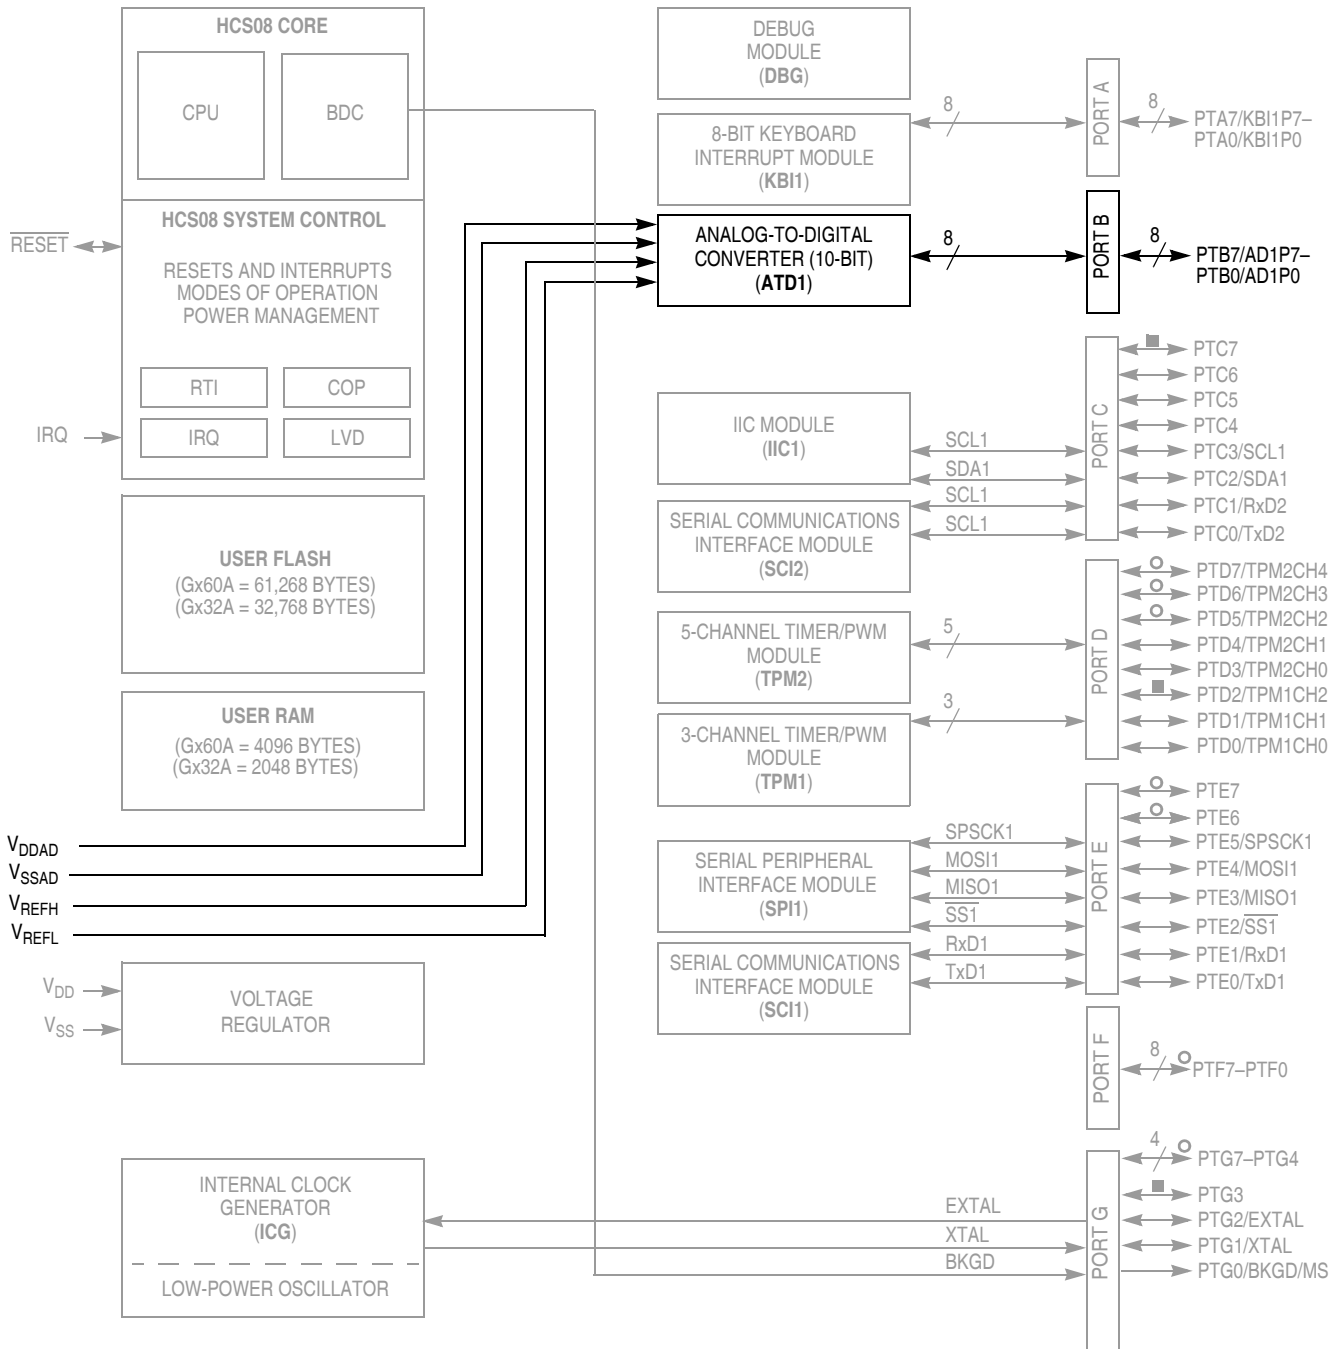 HCS08 CORE
CPU
BDC
HCS08 SYSTEM CONTROL
RESET
RESETS AND INTERRUPTS
MODES OF OPERATION
POWER MANAGEMENT
RTI
COP
IRQ
IRQ
LVD
USER FLASH
(Gx60A = 61,268 BYTES)
(Gx32A = 32,768 BYTES)
USER RAM
(Gx60A = 4096 BYTES)
(Gx32A = 2048 BYTES)
VDDAD
VSSAD
VREFH
VREFL
VDD
VSS
VOLTAGE
REGULATOR
INTERNAL CLOCK
GENERATOR
(ICG)
LOW-POWER OSCILLATOR
DEBUG
MODULE
(DBG)
8-BIT KEYBOARD
INTERRUPT MODULE
(KBI1)
8
PORT A
8
PTA7/KBI1P7–
PTA0/KBI1P0
ANALOG-TO-DIGITAL
CONVERTER (10-BIT)
(ATD1)
8
PORT B
8
PTB7/AD1P7–
PTB0/AD1P0
IIC MODULE
(IIC1)
SCL1
SDA1
SERIAL COMMUNICATIONS
INTERFACE MODULE
(SCI2)
SCL1
SCL1
PORT C
PTC7
PTC6
PTC5
PTC4
PTC3/SCL1
PTC2/SDA1
PTC1/RxD2
PTC0/TxD2
5-CHANNEL TIMER/PWM
MODULE
(TPM2)
5
3-CHANNEL TIMER/PWM
MODULE
(TPM1)
3
PORT D
PTD7/TPM2CH4
PTD6/TPM2CH3
PTD5/TPM2CH2
PTD4/TPM2CH1
PTD3/TPM2CH0
PTD2/TPM1CH2
PTD1/TPM1CH1
PTD0/TPM1CH0
SERIAL PERIPHERAL
INTERFACE MODULE
(SPI1)
SPSCK1
MOSI1
MISO1
SS1
SERIAL COMMUNICATIONS
INTERFACE MODULE
(SCI1)
RxD1
TxD1
PORT E
PTE7
PTE6
PTE5/SPSCK1
PTE4/MOSI1
PTE3/MISO1
PTE2/SS1
PTE1/RxD1
PTE0/TxD1
PORT F
8
PTF7–PTF0
EXTAL
XTAL
BKGD
PORT G
4
PTG7–PTG4
PTG3
PTG2/EXTAL
PTG1/XTAL
PTG0/BKGD/MS